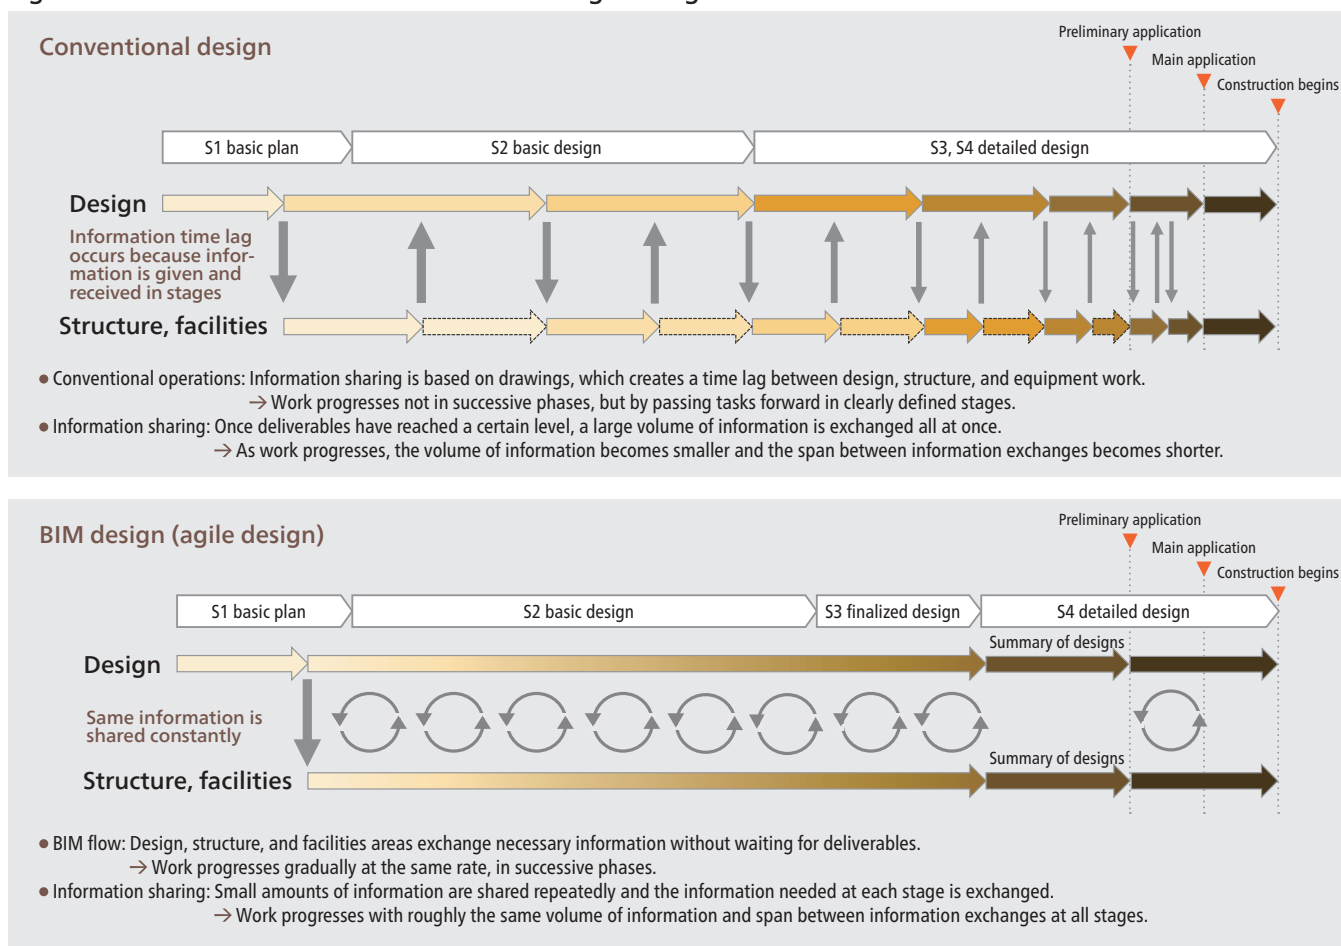 Conventional design
Preliminary application
Main application
Construction begins
S1 basic plan
S2 basic design
S3, S4 detailed design
Design
Information time lag
occurs because infor-
mation is given and
received in stages
Structure, facilities
● Conventional operations: Information sharing is based on drawings, which creates a time lag between design, structure, and equipment work.
→ Work progresses not in successive phases, but by passing tasks forward in clearly defined stages.
● Information sharing: Once deliverables have reached a certain level, a large volume of information is exchanged all at once.
→ As work progresses, the volume of information becomes smaller and the span between information exchanges becomes shorter.
BIM design (agile design)
Preliminary application
Main application
Construction begins
S1 basic plan
S2 basic design
S3 finalized design
S4 detailed design
Summary of designs
Design
Same information is
shared constantly
Summary of designs
Structure, facilities
● BIM flow: Design, structure, and facilities areas exchange necessary information without waiting for deliverables.
→ Work progresses gradually at the same rate, in successive phases.
● Information sharing: Small amounts of information are shared repeatedly and the information needed at each stage is exchanged.
→ Work progresses with roughly the same volume of information and span between information exchanges at all stages.